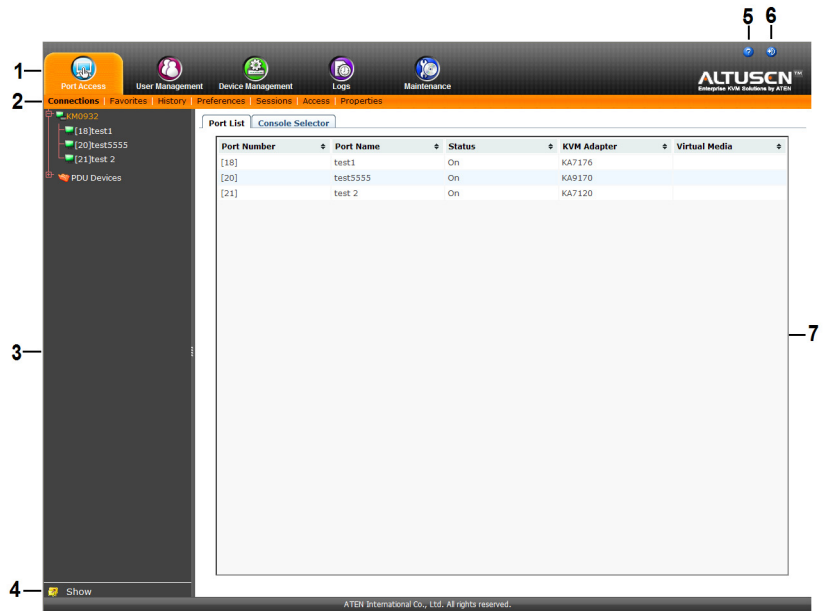 5 6
1
Port Access User Management Device Management Logs Maintenance
ALTUSEN™
Enterprise KVM Solutions by ATEN
2
Connections Favorites History Preferences Sessions Access Properties
KM0932
[18]test1
[20]test5555
[21]test 2
PDU Devices
Port List Console Selector
Port Number Port Name Status KVM Adapter Virtual Media
[18] test1 On KA7176
[20] test5555 On KA9170
[21] test 2 On KA7120
3
7
4
Show
ATEN International Co., Ltd. All rights reserved.